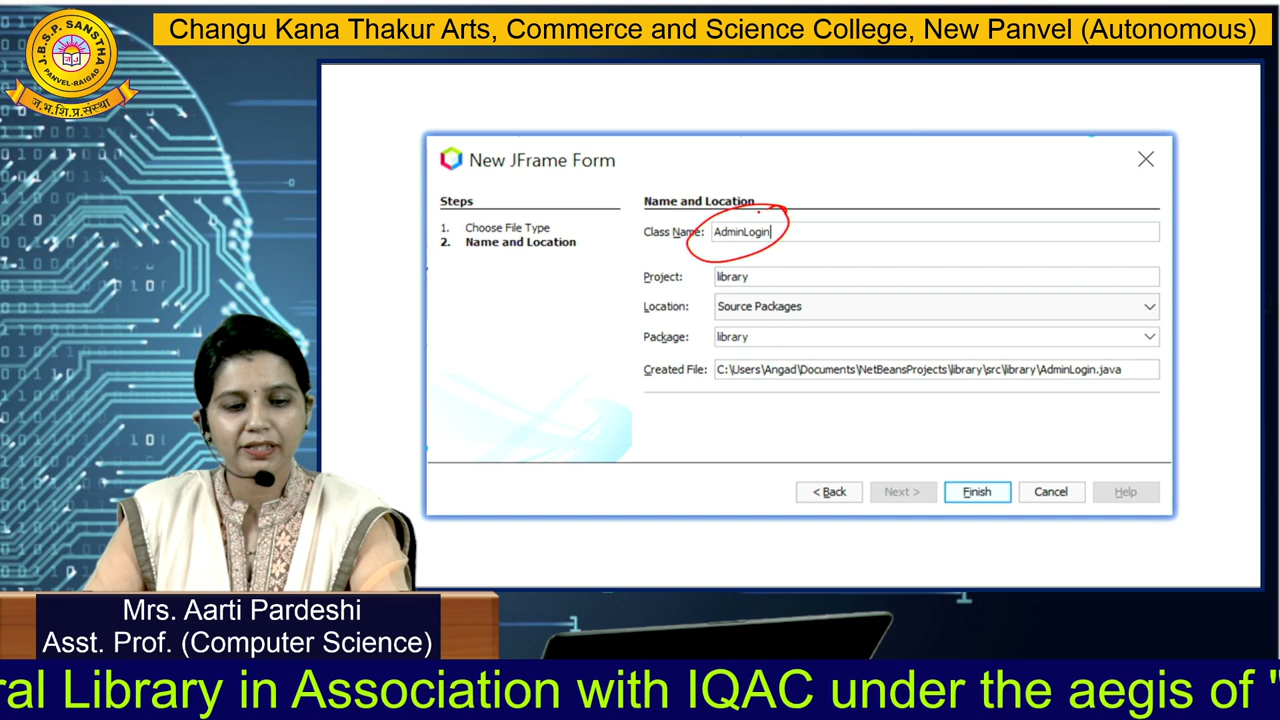 Changu Kana Thakur Arts, Commerce and Science College, New Panvel (Autonomous)
J.B.S.P. SANSTHA
PANVEL-RAIGAD
ज.भ.शि.प्र.संस्था
New JFrame Form
Steps
1. Choose File Type
2. Name and Location
Name and Location
Class Name: AdminLogin
Project: library
Location: Source Packages
Package: library
Created File: C:\Users\Angad\Documents\NetBeansProjects\library\src\library\AdminLogin.java
< Back
Next >
Finish
Cancel
Help
Mrs. Aarti Pardeshi
Asst. Prof. (Computer Science)
ral Library in Association with IQAC under the aegis of "